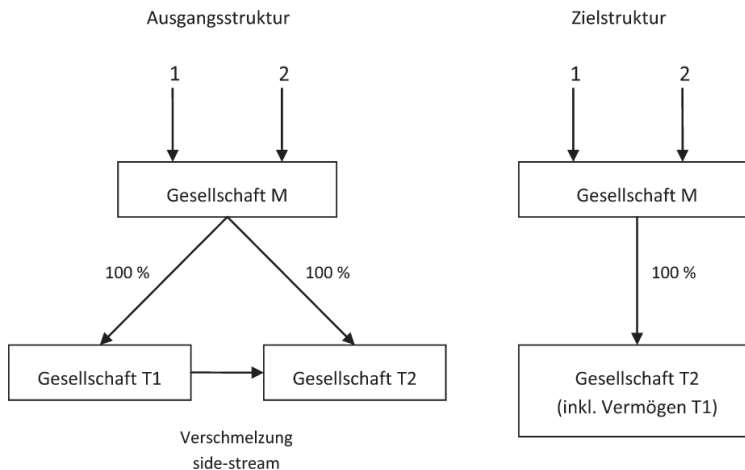 Ausgangsstruktur
1 2
Gesellschaft M
100 % 100 %
Gesellschaft T1 Gesellschaft T2
Verschmelzung
side-stream
Zielstruktur
1 2
Gesellschaft M
100 %
Gesellschaft T2
(inkl. Vermögen T1)